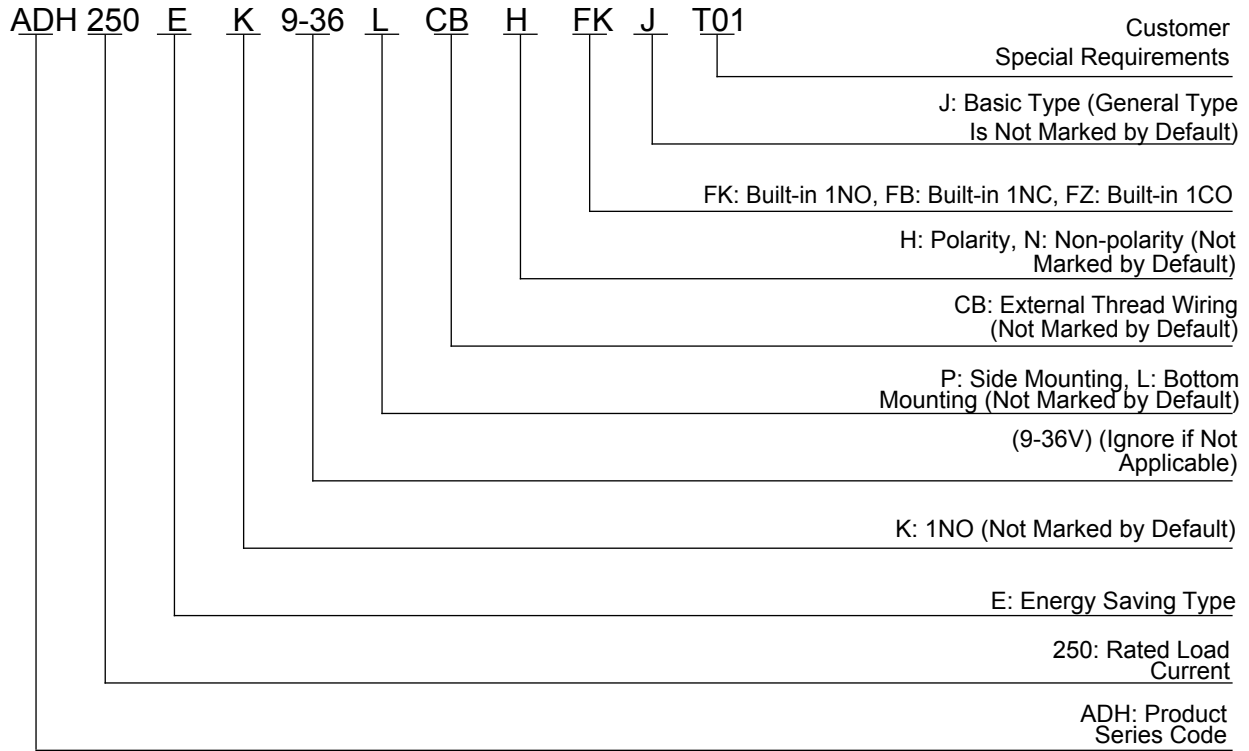 ADH 250 E K 9-36 L CB H FK J T01
Customer
Special Requirements
J: Basic Type (General Type
Is Not Marked by Default)
FK: Built-in 1NO, FB: Built-in 1NC, FZ: Built-in 1CO
H: Polarity, N: Non-polarity (Not
Marked by Default)
CB: External Thread Wiring
(Not Marked by Default)
P: Side Mounting, L: Bottom
Mounting (Not Marked by Default)
(9-36V) (Ignore if Not
Applicable)
K: 1NO (Not Marked by Default)
E: Energy Saving Type
250: Rated Load
Current
ADH: Product
Series Code